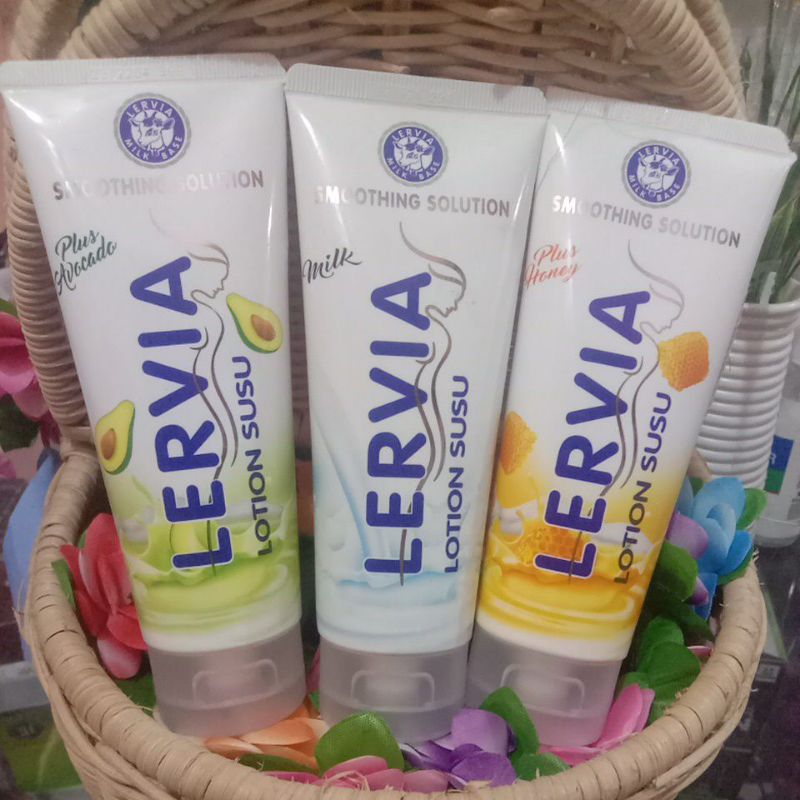 LERVIA
MILK BASE
SMOOTHING SOLUTION
Plus
Avocado
LERVIA
LOTION SUSU
LERVIA
MILK BASE
SMOOTHING SOLUTION
Milk
LERVIA
LOTION SUSU
LERVIA
MILK BASE
SMOOTHING SOLUTION
Plus
Honey
LERVIA
LOTION SUSU